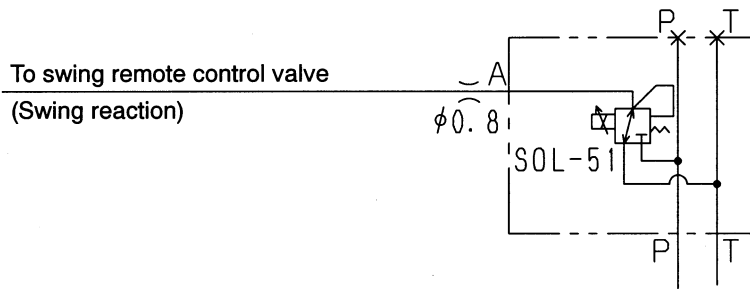 P T
To swing remote control valve
A
(Swing reaction)
φ0.8
SOL-51
P T